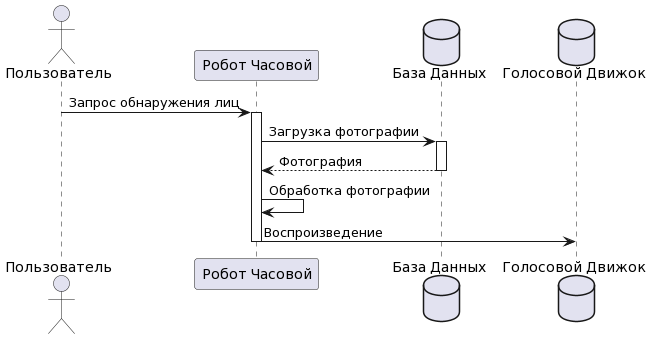 Пользователь
Робот Часовой
База Данных
Голосовой Движок
Запрос обнаружения лиц
Загрузка фотографии
Фотография
Обработка фотографии
Воспроизведение
Пользователь
Робот Часовой
База Данных
Голосовой Движок